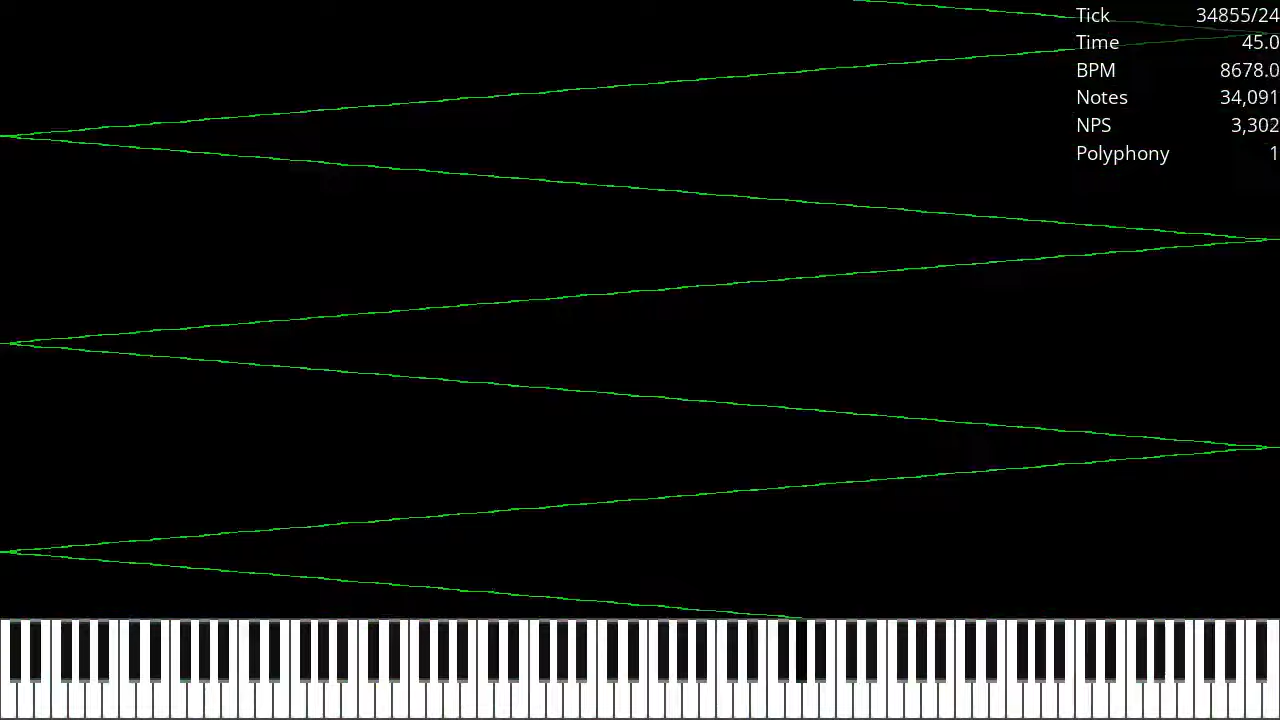 Tick 34855/24
Time 45.0
BPM 8678.0
Notes 34,091
NPS 3,302
Polyphony 1